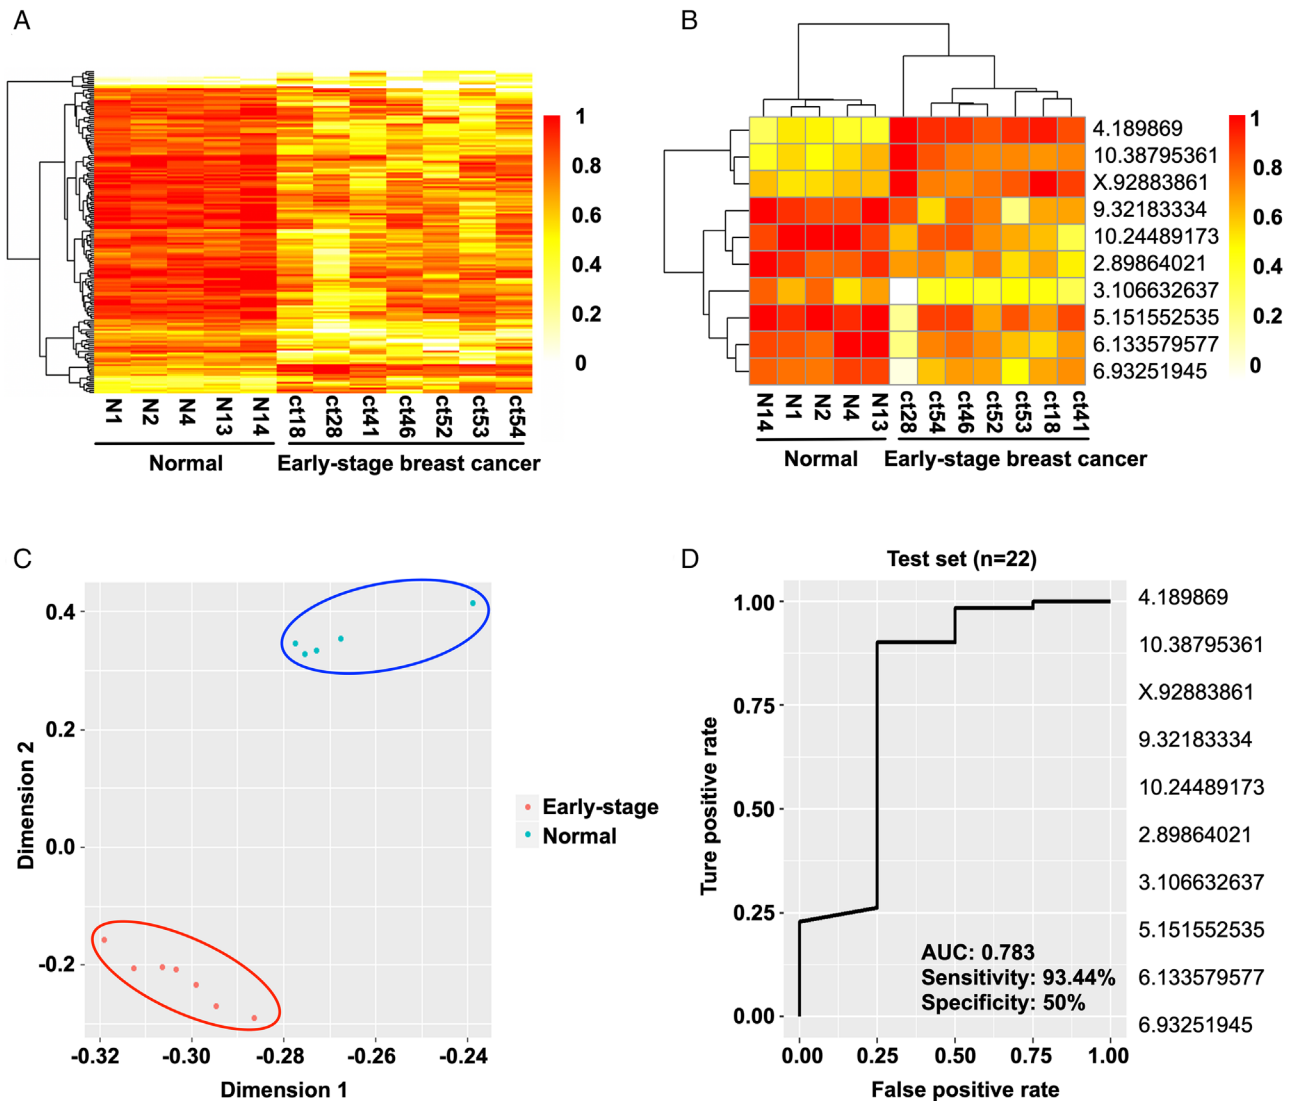 A
1
0.8
0.6
0.4
0.2
0
N1
N2
N4
N13
N14
ct18
ct28
ct41
ct46
ct52
ct53
ct54
Normal
Early-stage breast cancer
B
4.189869
10.38795361
X.92883861
9.32183334
10.24489173
2.89864021
3.106632637
5.151552535
6.133579577
6.93251945
1
0.8
0.6
0.4
0.2
0
N14
N1
N2
N4
N13
ct28
ct54
ct46
ct52
ct53
ct18
ct41
Normal
Early-stage breast cancer
C
0.4
0.2
0.0
-0.2
Dimension 2
-0.32
-0.30
-0.28
-0.26
-0.24
Dimension 1
Early-stage
Normal
D
Test set (n=22)
1.00
0.75
0.50
0.25
0.00
Ture positive rate
AUC: 0.783
Sensitivity: 93.44%
Specificity: 50%
0.00
0.25
0.50
0.75
1.00
False positive rate
4.189869
10.38795361
X.92883861
9.32183334
10.24489173
2.89864021
3.106632637
5.151552535
6.133579577
6.93251945